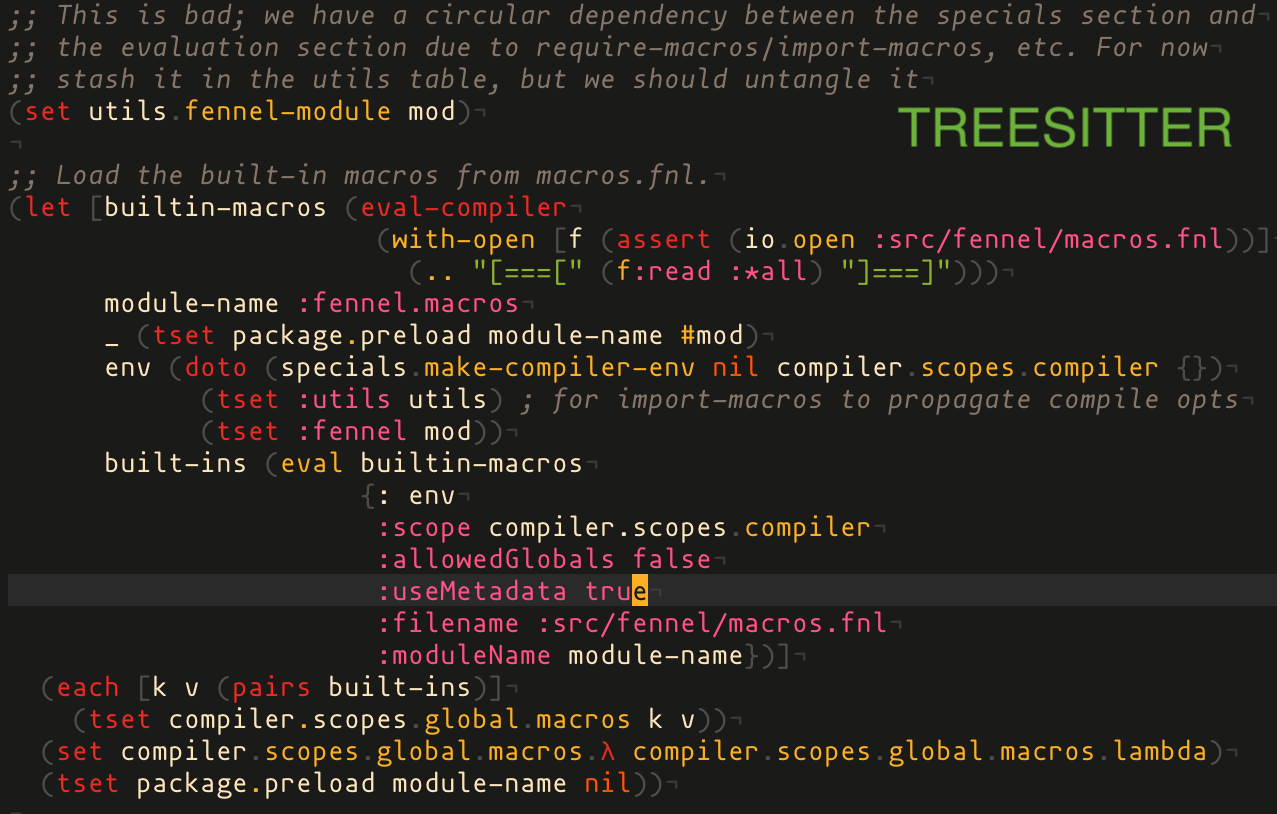 ;; This is bad; we have a circular dependency between the specials section and¬
;; the evaluation section due to require-macros/import-macros, etc. For now¬
;; stash it in the utils table, but we should untangle it¬
(set utils.fennel-module mod)¬
TREESITTER
¬
;; Load the built-in macros from macros.fnl.¬
(let [builtin-macros (eval-compiler¬
                       (with-open [f (assert (io.open :src/fennel/macros.fnl))]¬
                         (.. "[===[" (f:read :*all) "]===]")))¬
      module-name :fennel.macros¬
      _ (tset package.preload module-name #mod)¬
      env (doto (specials.make-compiler-env nil compiler.scopes.compiler {})¬
            (tset :utils utils) ; for import-macros to propagate compile opts¬
            (tset :fennel mod))¬
      built-ins (eval builtin-macros¬
                      {: env¬
                       :scope compiler.scopes.compiler¬
                       :allowedGlobals false¬
                       :useMetadata true¬
                       :filename :src/fennel/macros.fnl¬
                       :moduleName module-name})]¬
  (each [k v (pairs built-ins)]¬
    (tset compiler.scopes.global.macros k v))¬
  (set compiler.scopes.global.macros.λ compiler.scopes.global.macros.lambda)¬
  (tset package.preload module-name nil))¬